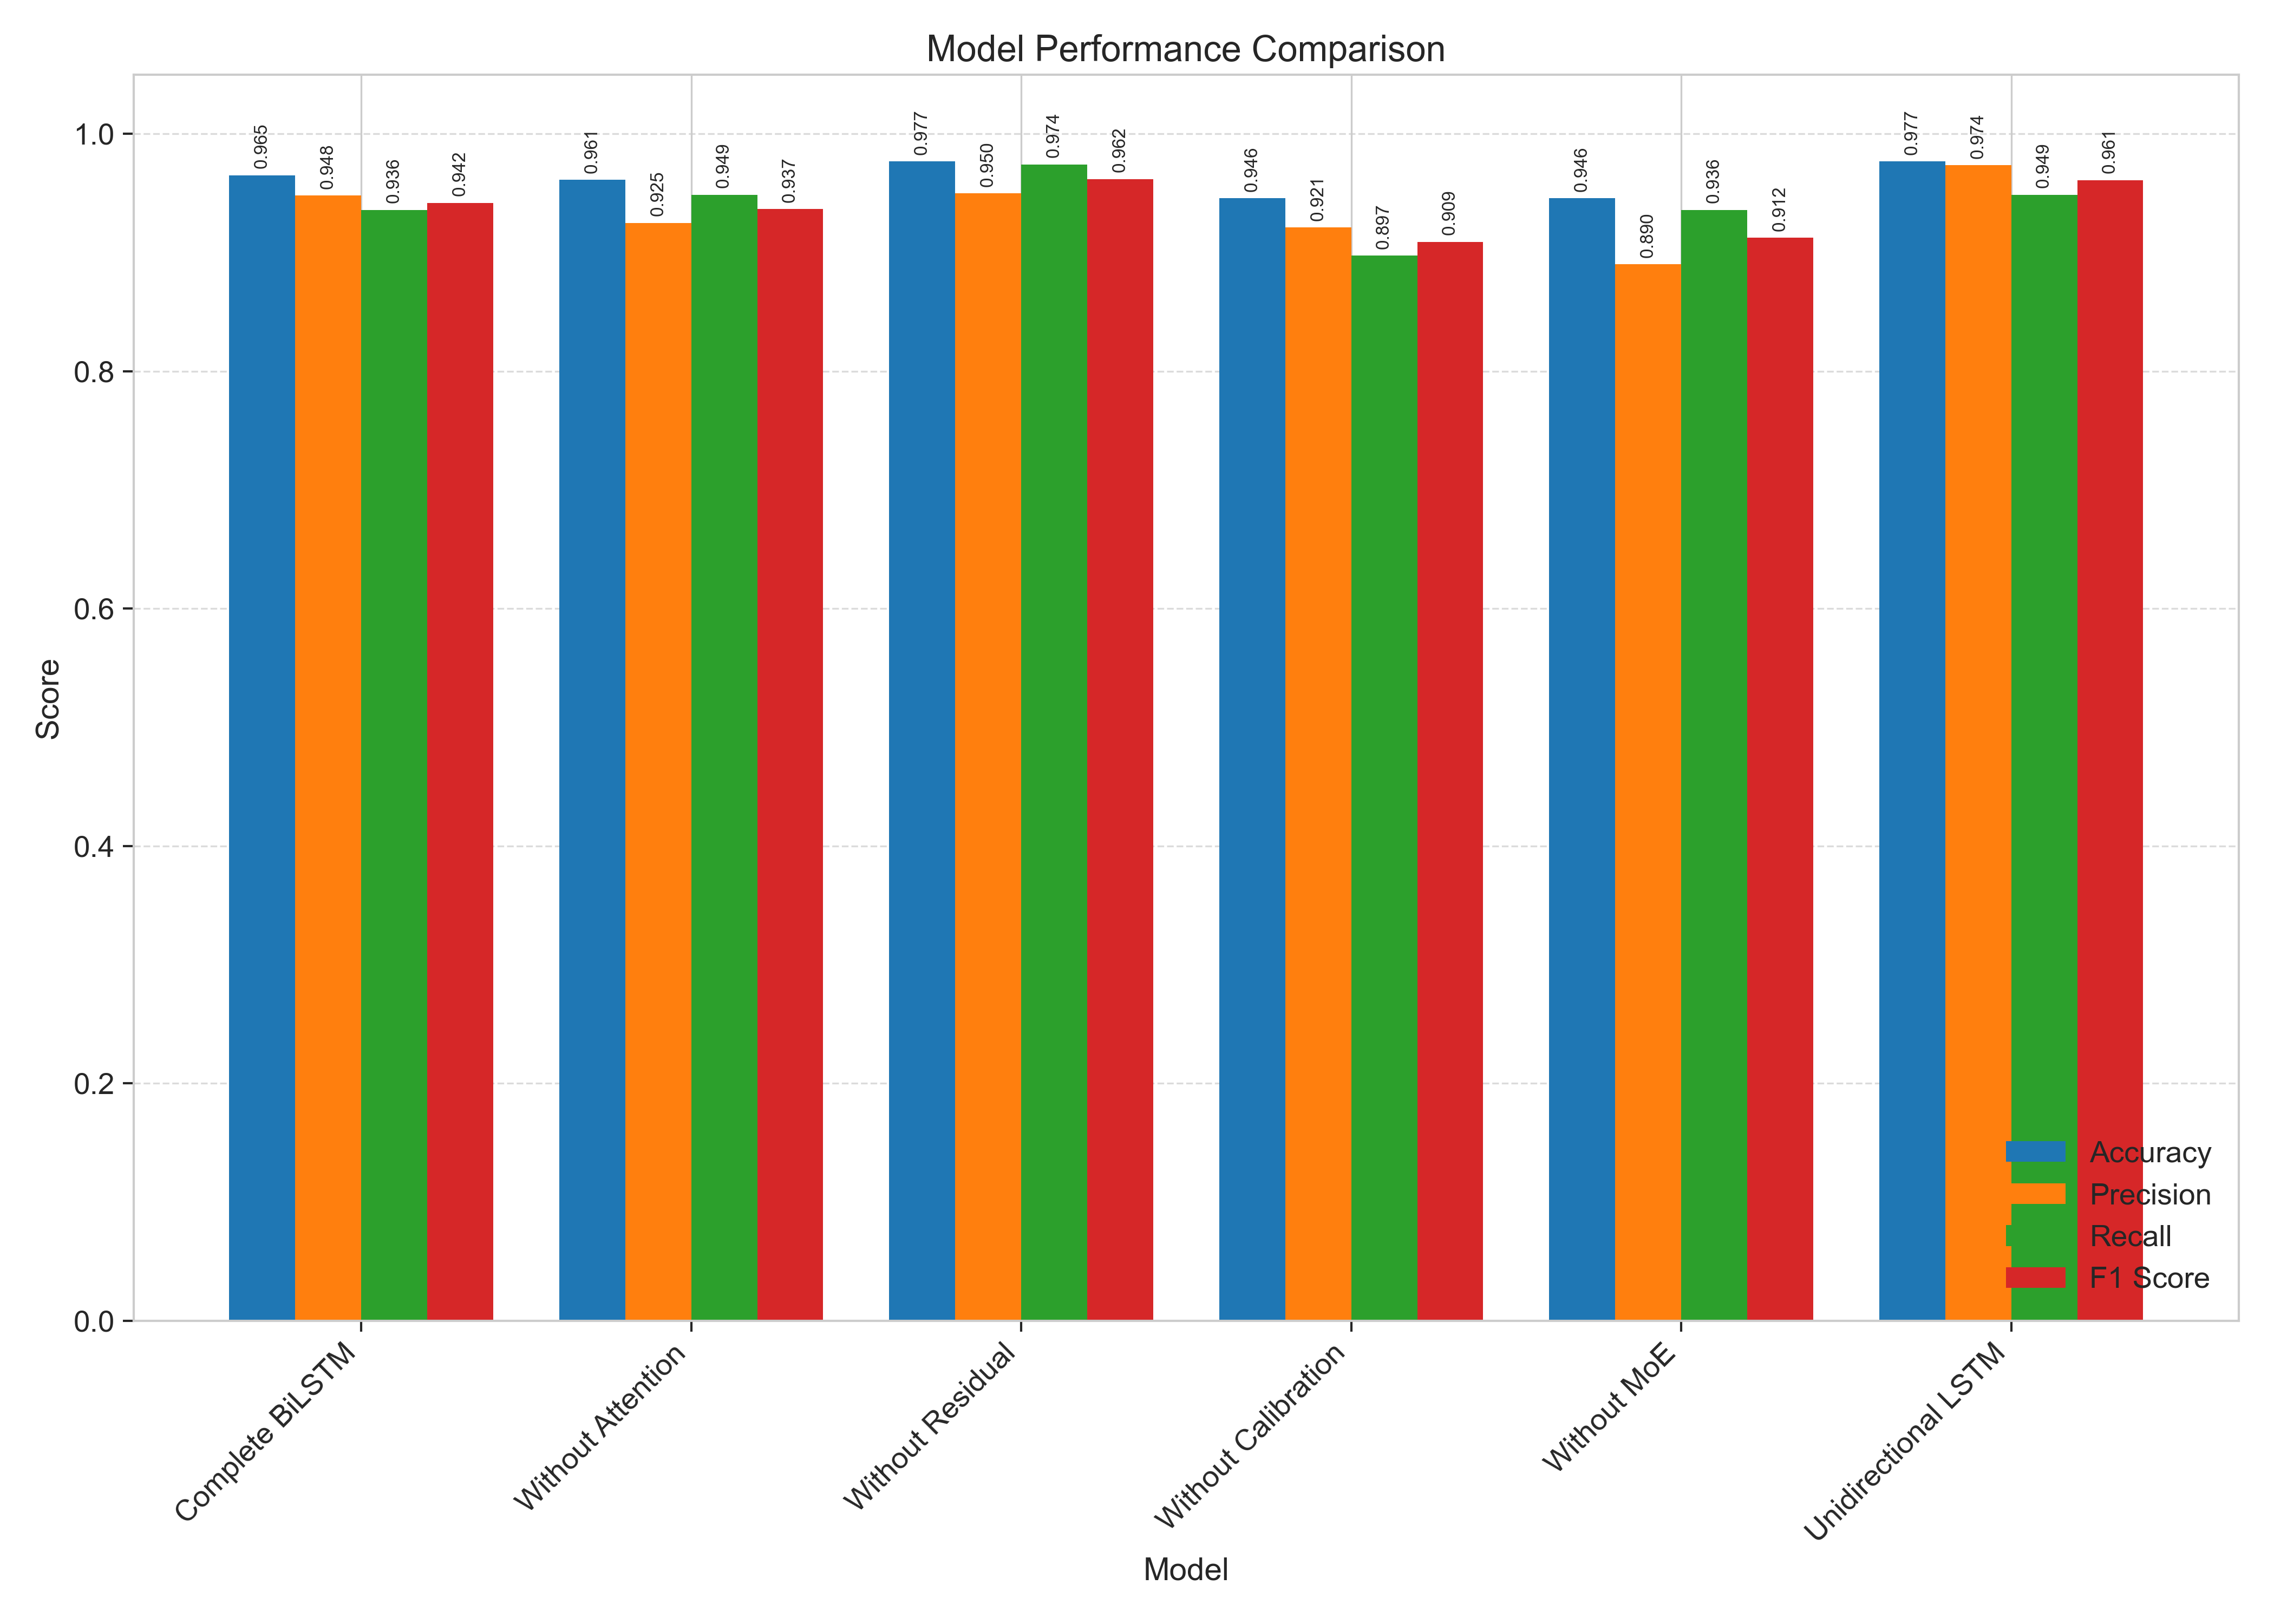 Model Performance Comparison
Score
1.0
0.8
0.6
0.4
0.2
0.0
0.965
0.948
0.936
0.942
0.961
0.925
0.949
0.937
0.977
0.950
0.974
0.962
0.946
0.921
0.897
0.909
0.946
0.890
0.936
0.912
0.977
0.974
0.949
0.961
Accuracy
Precision
Recall
F1 Score
Complete BiLSTM
Without Attention
Without Residual
Without Calibration
Without MoE
Unidirectional LSTM
Model